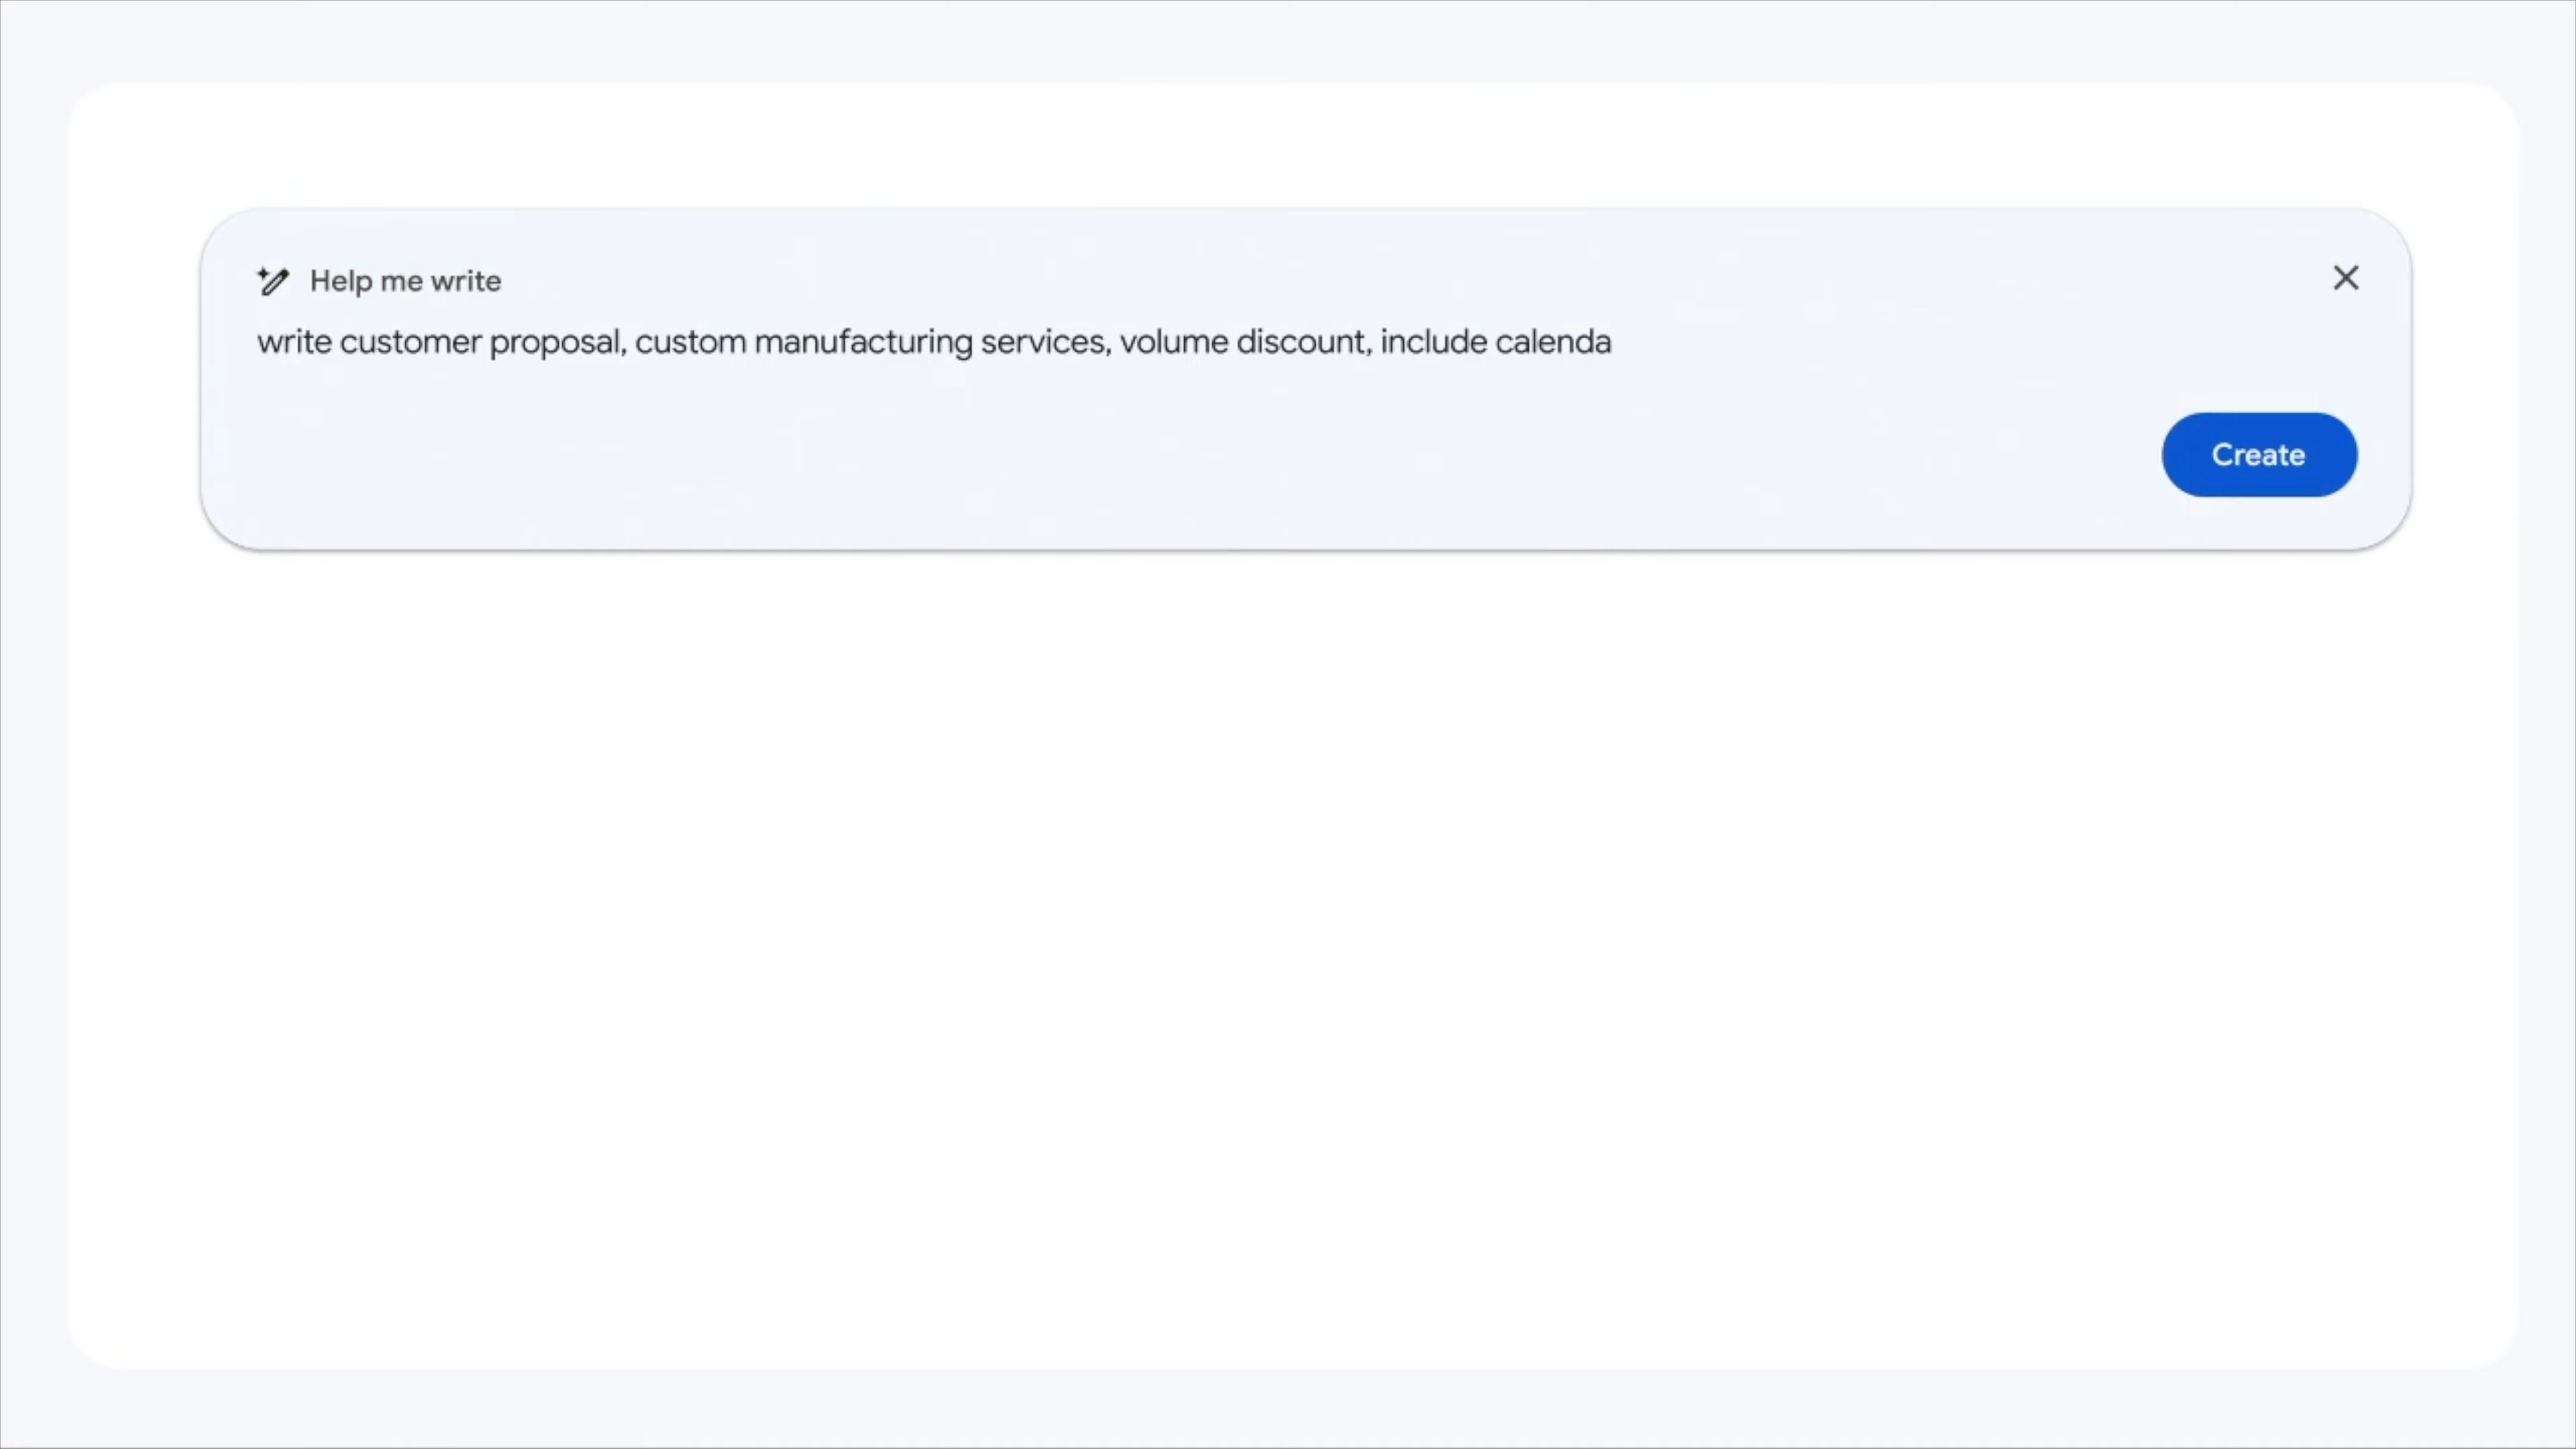 Help me write
write customer proposal, custom manufacturing services, volume discount, include calenda
Create